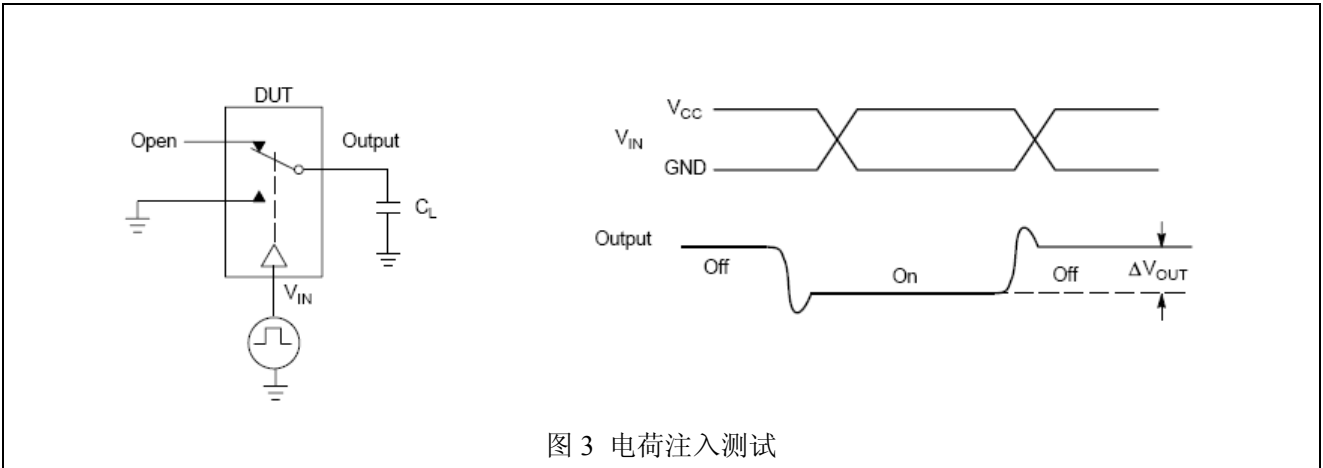 DUT
Open
Output
C_L
V_IN
V_CC
V_IN
GND
Output
Off
On
Off
ΔV_OUT
图 3 电荷注入测试